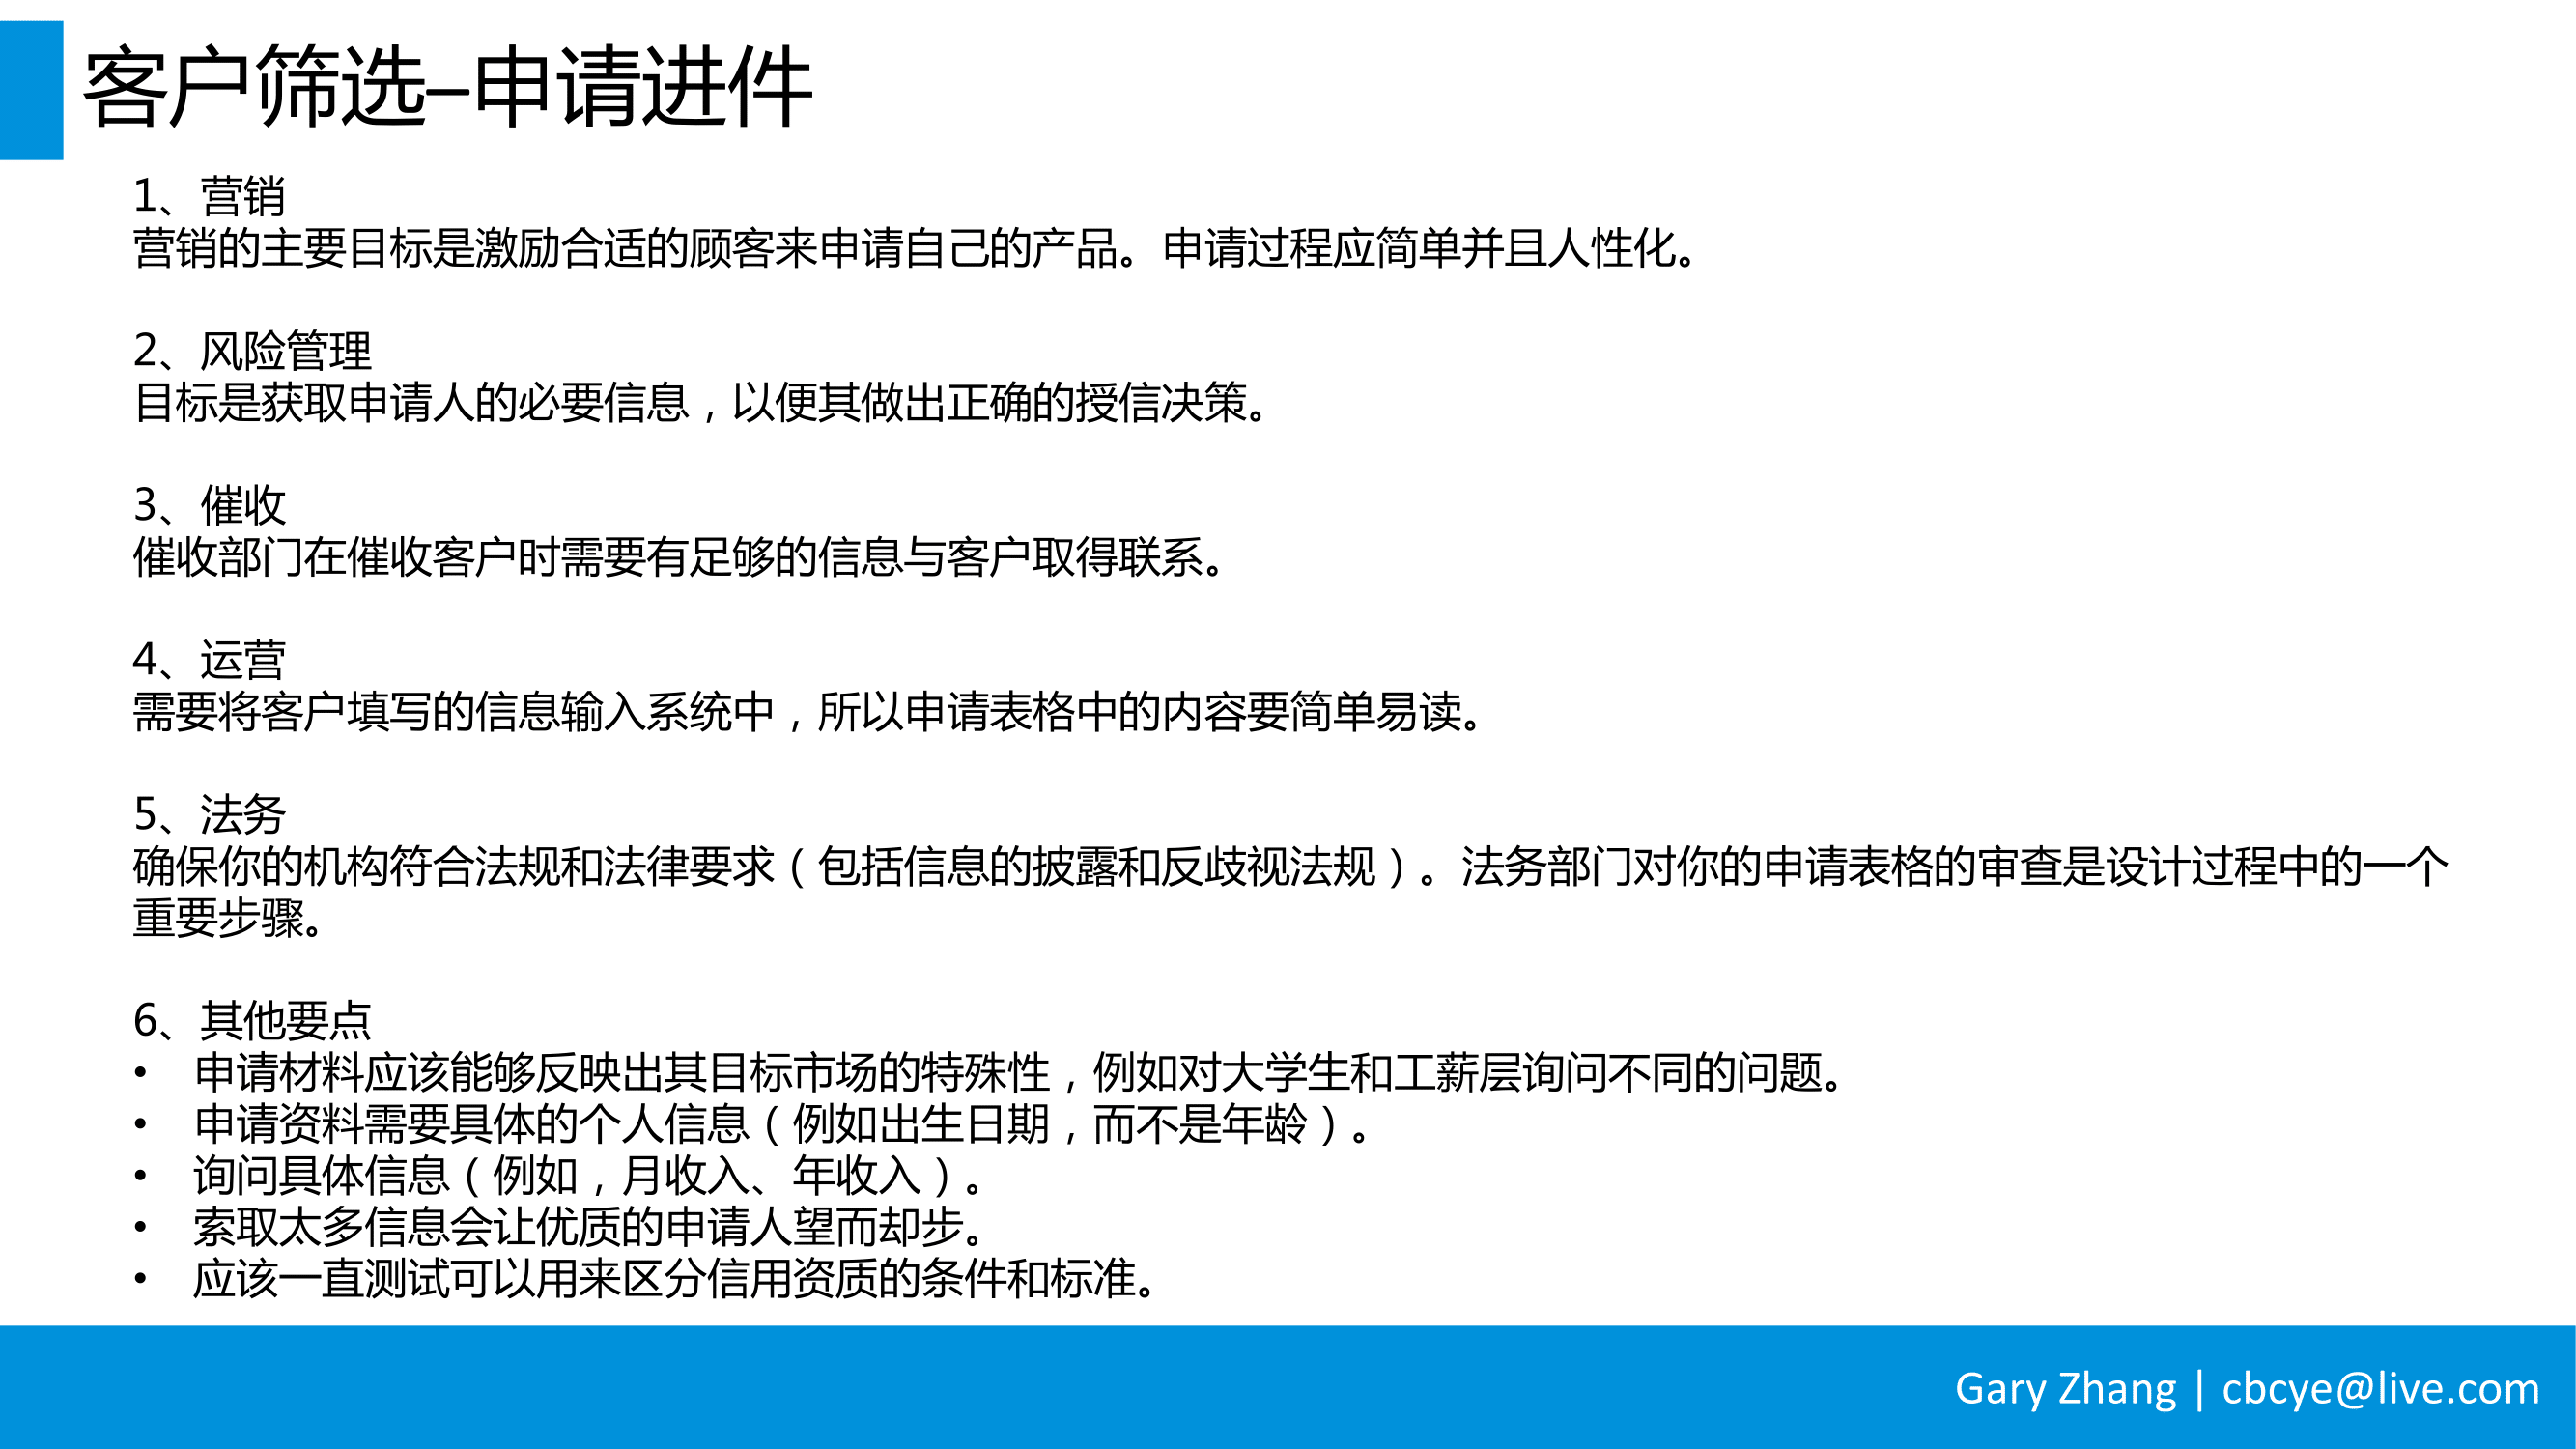 客户筛选–申请进件
1、营销
营销的主要目标是激励合适的顾客来申请自己的产品。申请过程应简单并且人性化。
2、风险管理
目标是获取申请人的必要信息，以便其做出正确的授信决策。
3、催收
催收部门在催收客户时需要有足够的信息与客户取得联系。
4、运营
需要将客户填写的信息输入系统中，所以申请表格中的内容要简单易读。
5、法务
确保你的机构符合法规和法律要求（包括信息的披露和反歧视法规）。法务部门对你的申请表格的审查是设计过程中的一个
重要步骤。
6、其他要点
• 申请材料应该能够反映出其目标市场的特殊性，例如对大学生和工薪层询问不同的问题。
• 申请资料需要具体的个人信息（例如出生日期，而不是年龄）。
• 询问具体信息（例如，月收入、年收入）。
• 索取太多信息会让优质的申请人望而却步。
• 应该一直测试可以用来区分信用资质的条件和标准。
Gary Zhang | cbcye@live.com